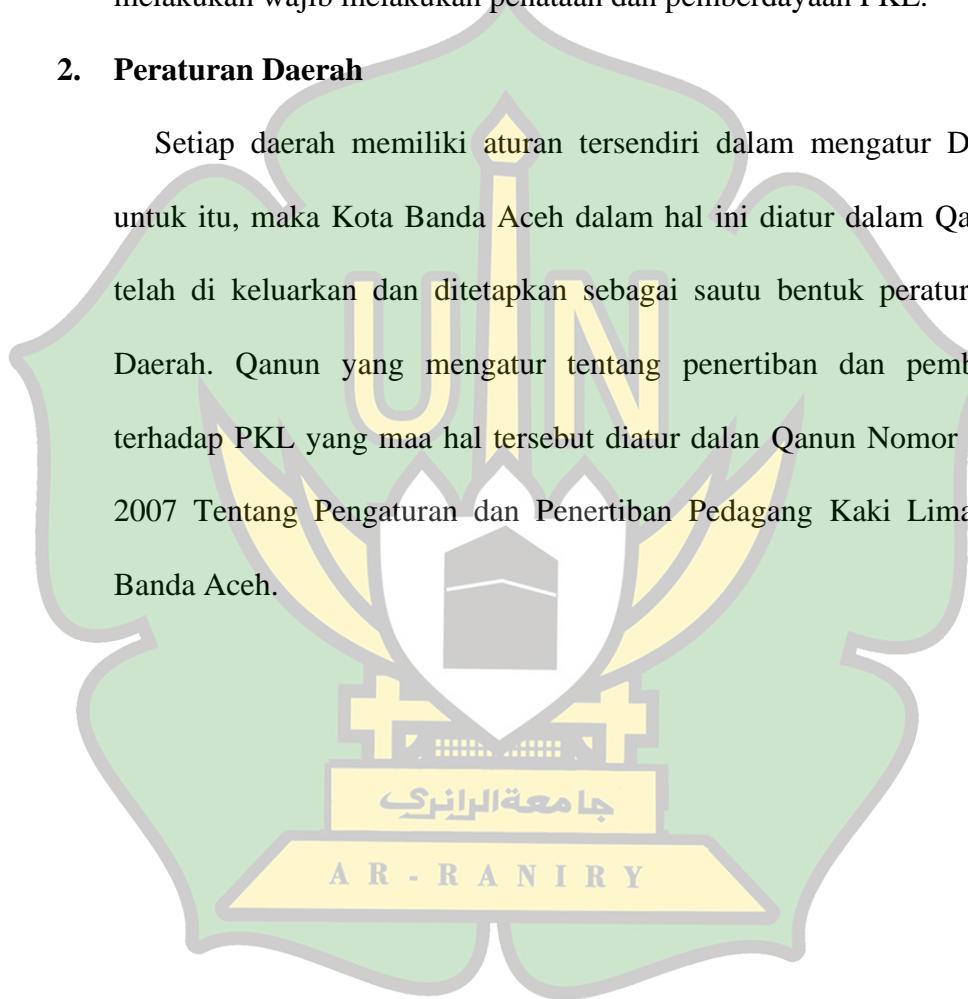 melakukan wajib melakukan penataan dan pemberdayaan PKL.
2. Peraturan Daerah
Setiap daerah memiliki aturan tersendiri dalam mengatur D
untuk itu, maka Kota Banda Aceh dalam hal ini diatur dalam Qa
telah di keluarkan dan ditetapkan sebagai sautu bentuk peratur
Daerah. Qanun yang mengatur tentang penertiban dan pemb
terhadap PKL yang maa hal tersebut diatur dalan Qanun Nomor
2007 Tentang Pengaturan dan Penertiban Pedagang Kaki Lima
Banda Aceh.
UIN
جامعة الرانري
AR-RANIRY